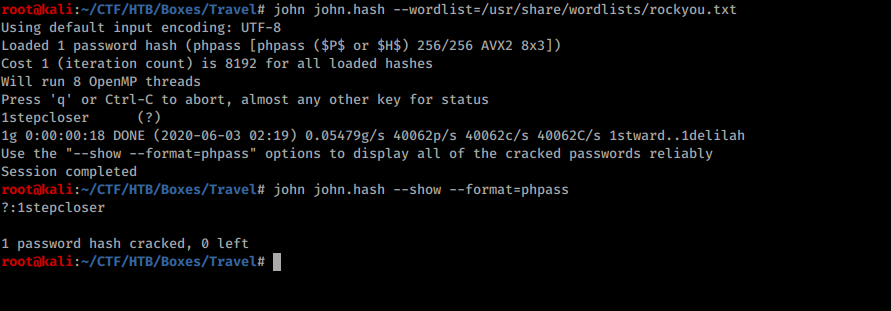 root@kali:~/CTF/HTB/Boxes/Travel# john john.hash --wordlist=/usr/share/wordlists/rockyou.txt
Using default input encoding: UTF-8
Loaded 1 password hash (phpass [phpass ($P$ or $H$) 256/256 AVX2 8x3])
Cost 1 (iteration count) is 8192 for all loaded hashes
Will run 8 OpenMP threads
Press 'q' or Ctrl-C to abort, almost any other key for status
1stepcloser      (?)
1g 0:00:00:18 DONE (2020-06-03 02:19) 0.05479g/s 40062p/s 40062c/s 40062C/s 1stward..1delilah
Use the "--show --format=phpass" options to display all of the cracked passwords reliably
Session completed
root@kali:~/CTF/HTB/Boxes/Travel# john john.hash --show --format=phpass
?:1stepcloser

1 password hash cracked, 0 left
root@kali:~/CTF/HTB/Boxes/Travel#